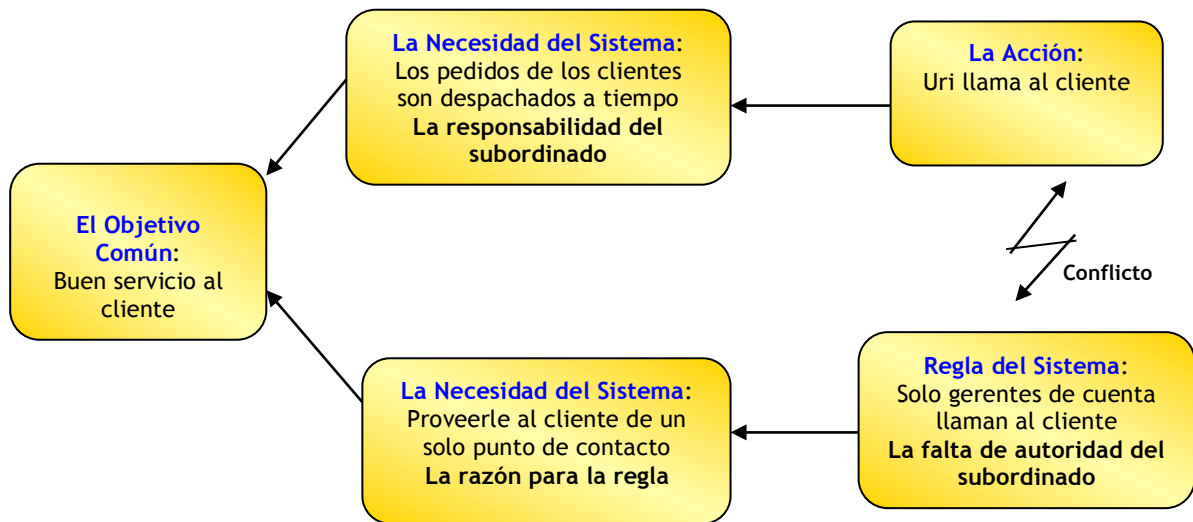 La Necesidad del Sistema:
Los pedidos de los clientes
son despachados a tiempo
La responsabilidad del
subordinado
La Acción:
Uri llama al cliente
El Objetivo
Común:
Buen servicio al
cliente
Conflicto
La Necesidad del Sistema:
Proveerle al cliente de un
solo punto de contacto
La razón para la regla
Regla del Sistema:
Solo gerentes de cuenta
llaman al cliente
La falta de autoridad del
subordinado